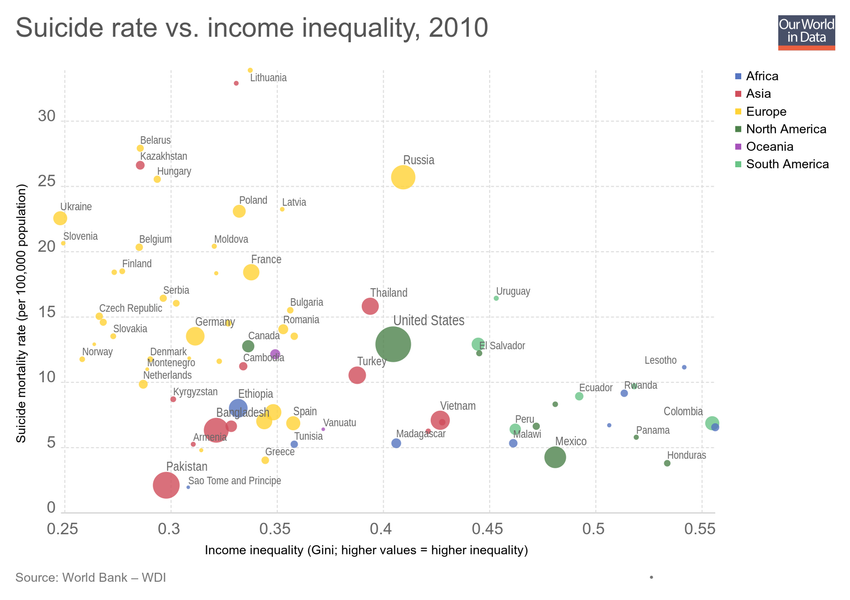 Suicide rate vs. income inequality, 2010
Our World
in Data
Africa
Asia
Europe
North America
Oceania
South America
Suicide mortality rate (per 100,000 population)
30
25
20
15
10
5
0
Lithuania
Belarus
Kazakhstan
Hungary
Russia
Poland
Latvia
Ukraine
Slovenia
Belgium
Moldova
Finland
France
Serbia
Thailand
Uruguay
Czech Republic
Bulgaria
Slovakia
Germany
Romania
United States
Canada
El Salvador
Norway
Denmark
Montenegro
Cambodia
Turkey
Lesotho
Netherlands
Kyrgyzstan
Ethiopia
Ecuador
Rwanda
Bangladesh
Spain
Vietnam
Colombia
Vanuatu
Peru
Armenia
Tunisia
Madagascar
Malawi
Panama
Greece
Mexico
Honduras
Pakistan
Sao Tome and Principe
0.25
0.3
0.35
0.4
0.45
0.5
0.55
Income inequality (Gini; higher values = higher inequality)
Source: World Bank – WDI